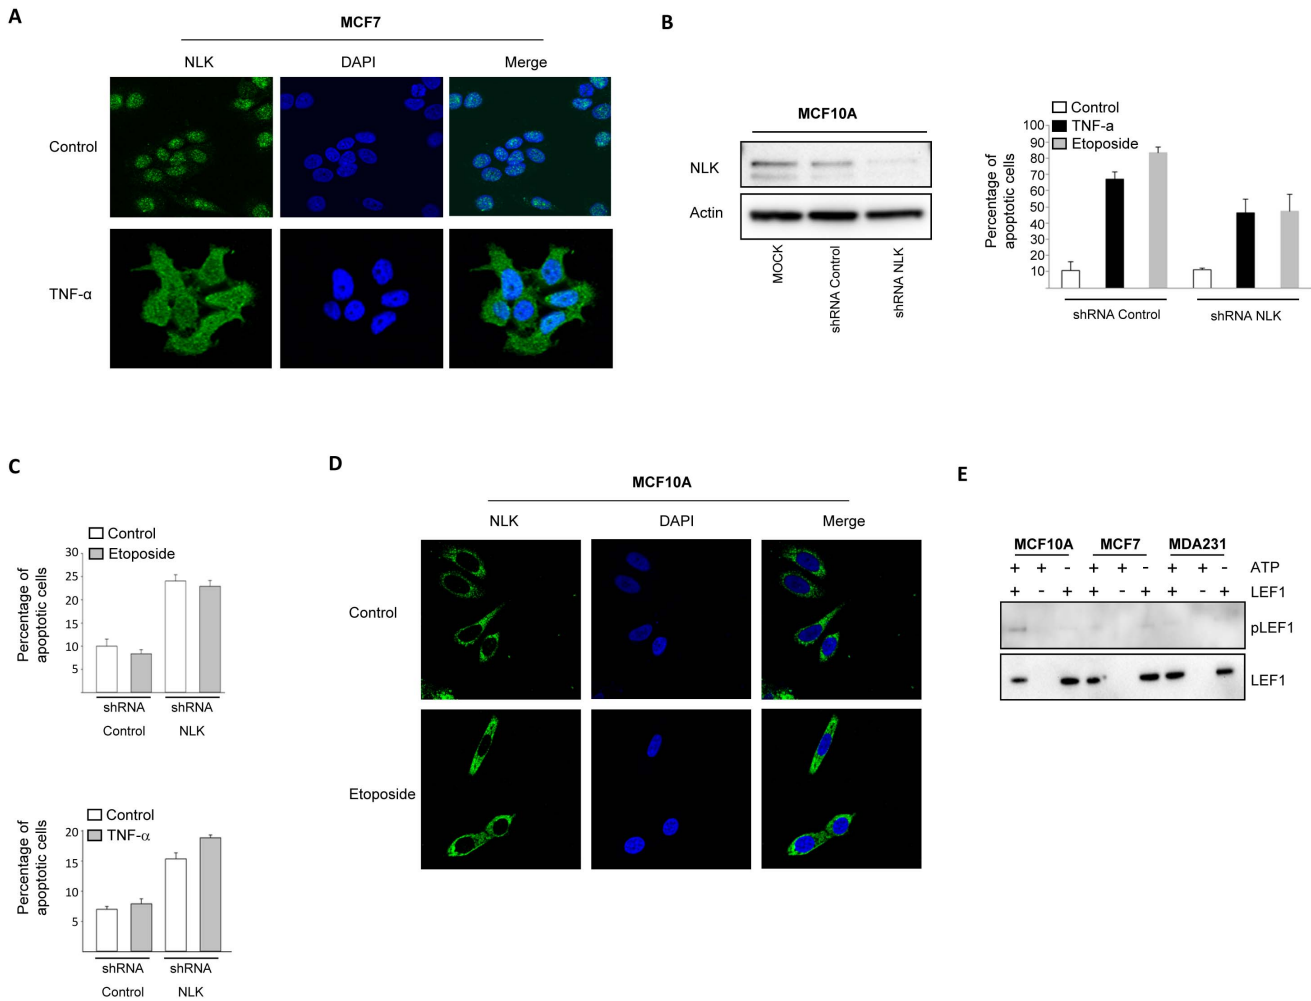 A
MCF7
NLK DAPI Merge
Control
TNF-α
B
MCF10A
NLK
Actin
MOCK
shRNA Control
shRNA NLK
Control
TNF-a
Etoposide
Percentage of
apoptotic cells
100
90
80
70
60
50
40
30
20
10
shRNA Control shRNA NLK
C
Control
Etoposide
Percentage of
apoptotic cells
30
25
20
15
10
5
shRNA shRNA
Control NLK
Control
TNF-α
Percentage of
apoptotic cells
20
15
10
5
shRNA shRNA
Control NLK
D
MCF10A
NLK DAPI Merge
Control
Etoposide
E
MCF10A MCF7 MDA231
+ + - + + - + + - ATP
+ - + + - + + - + LEF1
pLEF1
LEF1